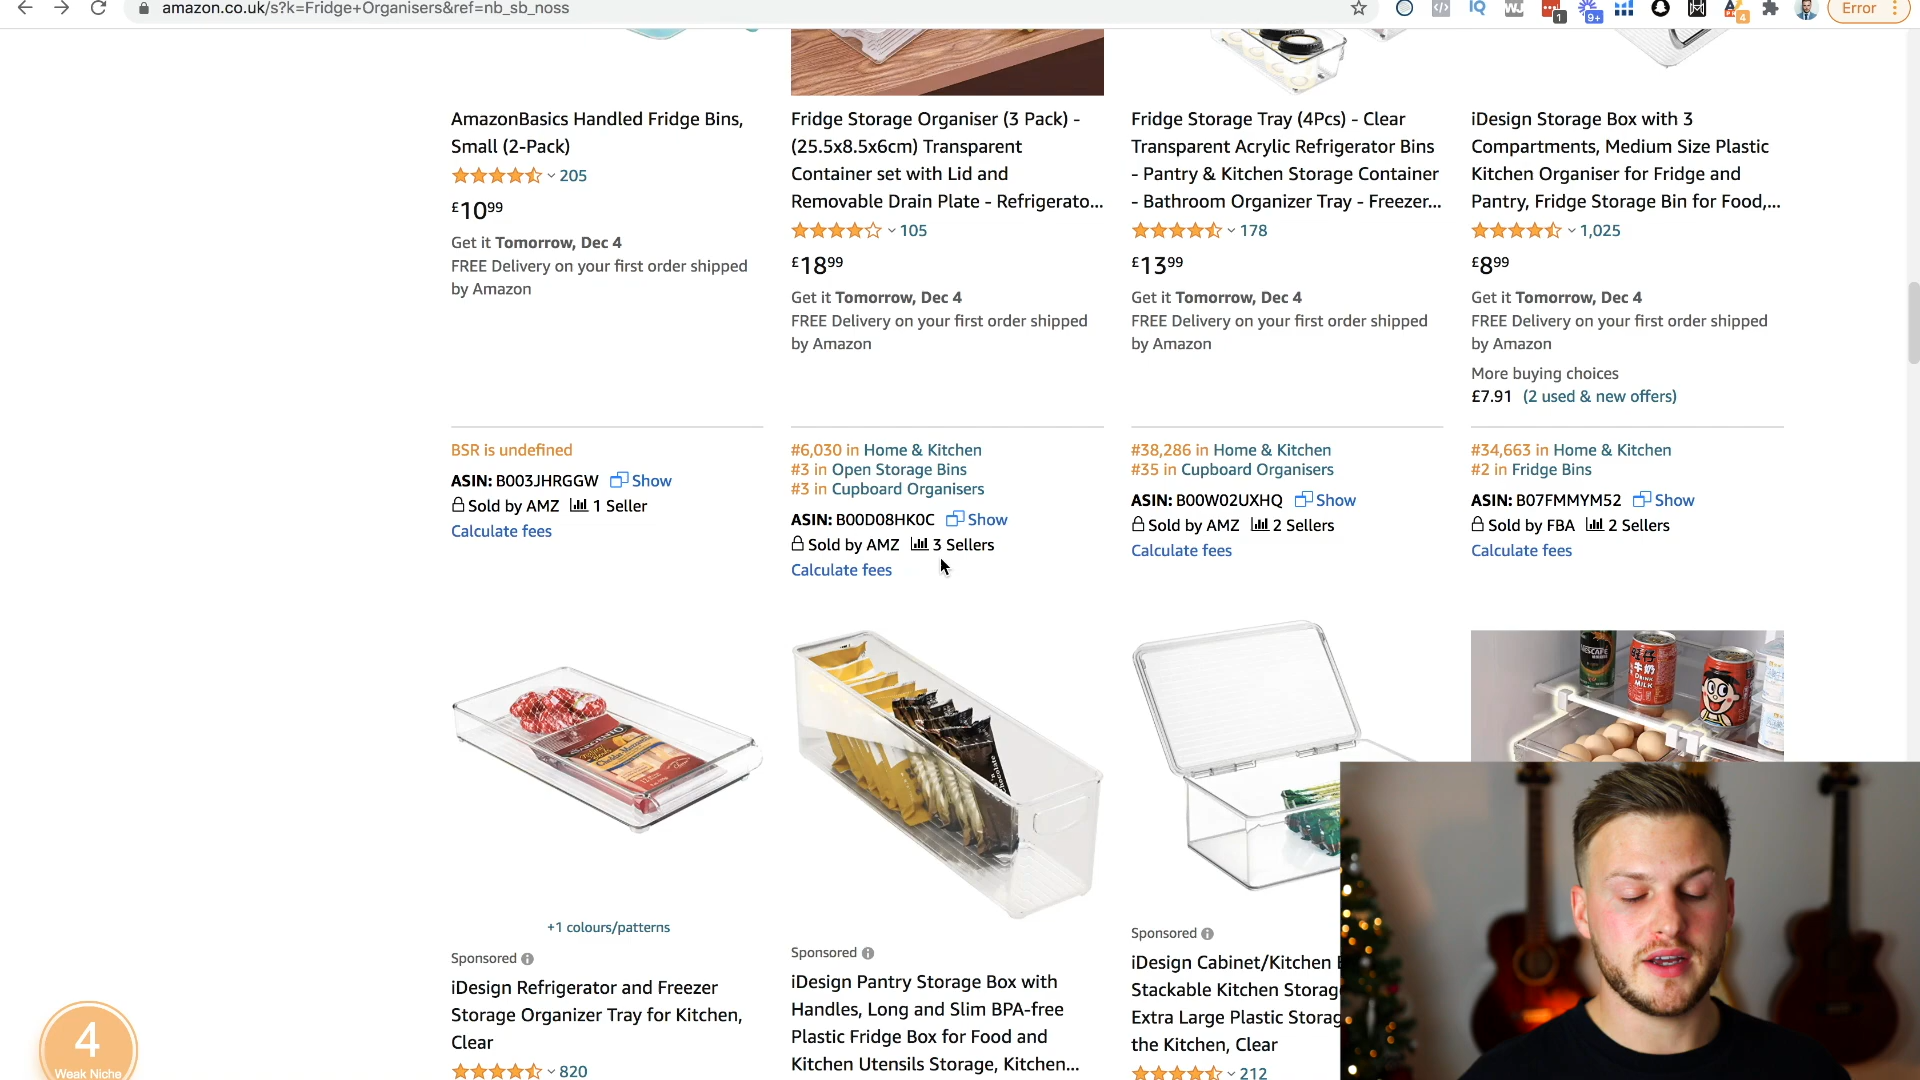 amazon.co.uk/s?k=Fridge+Organisers&ref=nb_sb_noss
IQ
1
9+
4
Error
AmazonBasics Handled Fridge Bins,
Small (2-Pack)
205
£10⁹⁹
Get it Tomorrow, Dec 4
FREE Delivery on your first order shipped
by Amazon
BSR is undefined
ASIN: B003JHRGGW Show
Sold by AMZ 1 Seller
Calculate fees
Fridge Storage Organiser (3 Pack) -
(25.5x8.5x6cm) Transparent
Container set with Lid and
Removable Drain Plate - Refrigerato...
105
£18⁹⁹
Get it Tomorrow, Dec 4
FREE Delivery on your first order shipped
by Amazon
#6,030 in Home & Kitchen
#3 in Open Storage Bins
#3 in Cupboard Organisers
ASIN: B00D08HK0C Show
Sold by AMZ 3 Sellers
Calculate fees
Fridge Storage Tray (4Pcs) - Clear
Transparent Acrylic Refrigerator Bins
- Pantry & Kitchen Storage Container
- Bathroom Organizer Tray - Freezer...
178
£13⁹⁹
Get it Tomorrow, Dec 4
FREE Delivery on your first order shipped
by Amazon
#38,286 in Home & Kitchen
#35 in Cupboard Organisers
ASIN: B00W02UXHQ Show
Sold by AMZ 2 Sellers
Calculate fees
iDesign Storage Box with 3
Compartments, Medium Size Plastic
Kitchen Organiser for Fridge and
Pantry, Fridge Storage Bin for Food,...
1,025
£8⁹⁹
Get it Tomorrow, Dec 4
FREE Delivery on your first order shipped
by Amazon
More buying choices
£7.91 (2 used & new offers)
#34,663 in Home & Kitchen
#2 in Fridge Bins
ASIN: B07FMMYM52 Show
Sold by FBA 2 Sellers
Calculate fees
+1 colours/patterns
Sponsored
iDesign Refrigerator and Freezer
Storage Organizer Tray for Kitchen,
Clear
820
Sponsored
iDesign Pantry Storage Box with
Handles, Long and Slim BPA-free
Plastic Fridge Box for Food and
Kitchen Utensils Storage, Kitchen...
Sponsored
iDesign Cabinet/Kitchen
Stackable Kitchen Storag
Extra Large Plastic Storag
the Kitchen, Clear
212
NESCAFÉ
旺仔
牛奶
MILK
4
Weak Niche